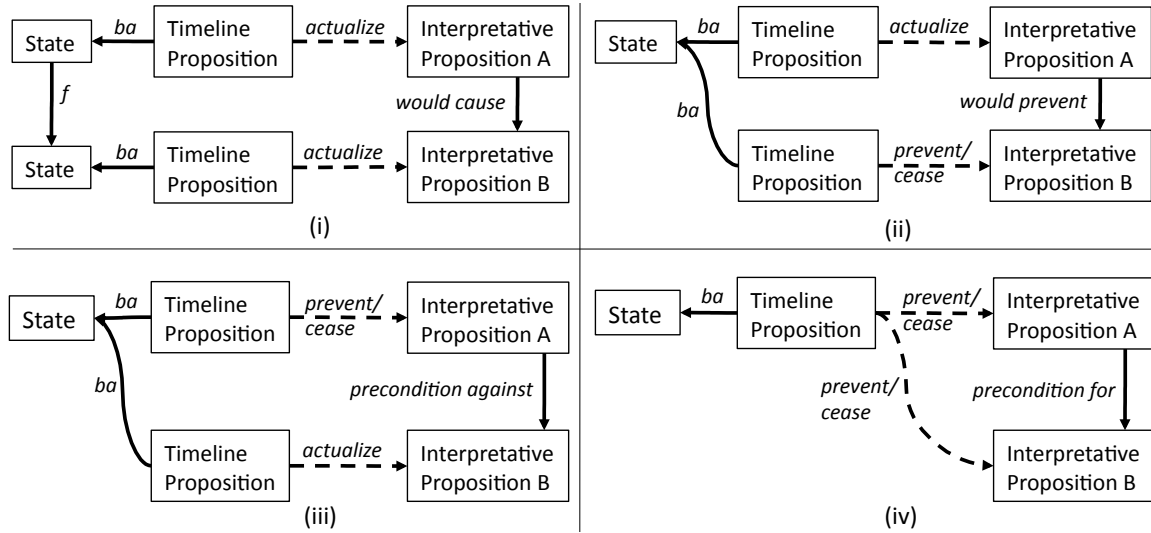 State
ba
Timeline
Proposition
actualize
Interpretative
Proposition A
f
would cause
State
ba
Timeline
Proposition
actualize
Interpretative
Proposition B
(i)
State
ba
Timeline
Proposition
actualize
Interpretative
Proposition A
ba
would prevent
Timeline
Proposition
prevent/
cease
Interpretative
Proposition B
(ii)
State
ba
Timeline
Proposition
prevent/
cease
Interpretative
Proposition A
ba
precondition against
Timeline
Proposition
actualize
Interpretative
Proposition B
(iii)
State
ba
Timeline
Proposition
prevent/
cease
Interpretative
Proposition A
prevent/
cease
precondition for
Interpretative
Proposition B
(iv)